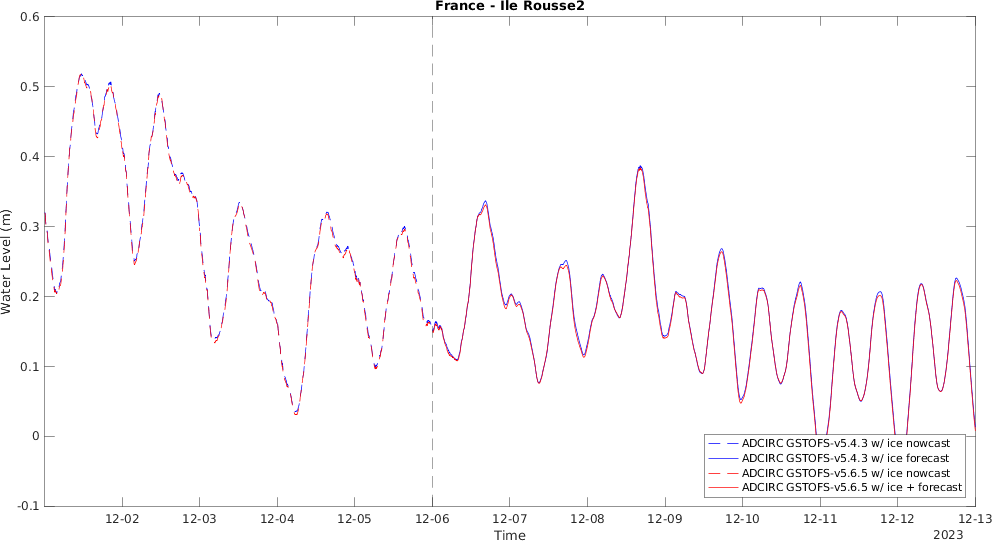 France - Ile Rousse2
0.6
0.5
0.4
0.3
0.2
0.1
0
-0.1
Water Level (m)
ADCIRC GSTOFS-v5.4.3 w/ ice nowcast
ADCIRC GSTOFS-v5.4.3 w/ ice forecast
ADCIRC GSTOFS-v5.6.5 w/ ice nowcast
ADCIRC GSTOFS-v5.6.5 w/ ice + forecast
12-02 12-03 12-04 12-05 12-06 12-07 12-08 12-09 12-10 12-11 12-12 12-13
Time
2023